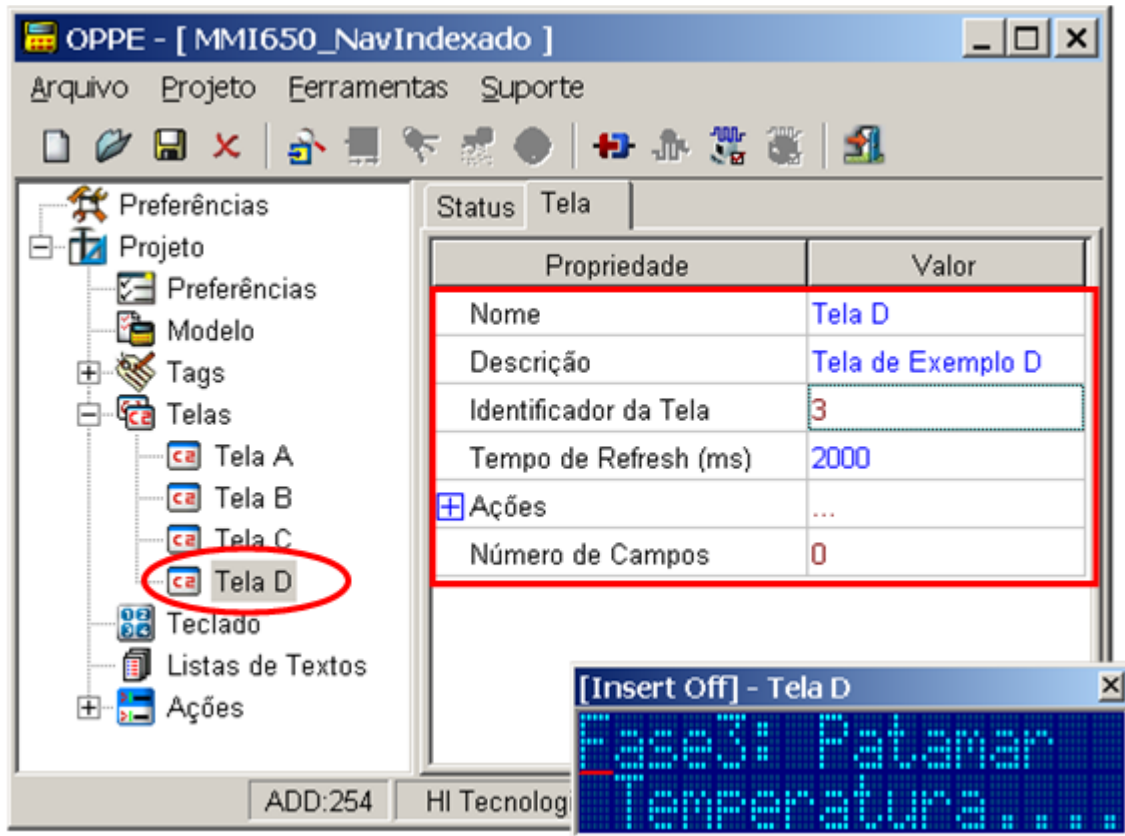 OPPE - [ MMI650_NavIndexado ]
Arquivo Projeto Ferramentas Suporte
Preferências
Projeto
Preferências
Modelo
Tags
Telas
Tela A
Tela B
Tela C
Tela D
Teclado
Listas de Textos
Ações
Status Tela
Propriedade Valor
Nome Tela D
Descrição Tela de Exemplo D
Identificador da Tela 3
Tempo de Refresh (ms) 2000
Ações ...
Número de Campos 0
[Insert Off] - Tela D
Fase3: Patamar
Temperatura....
ADD:254 HI Tecnologi